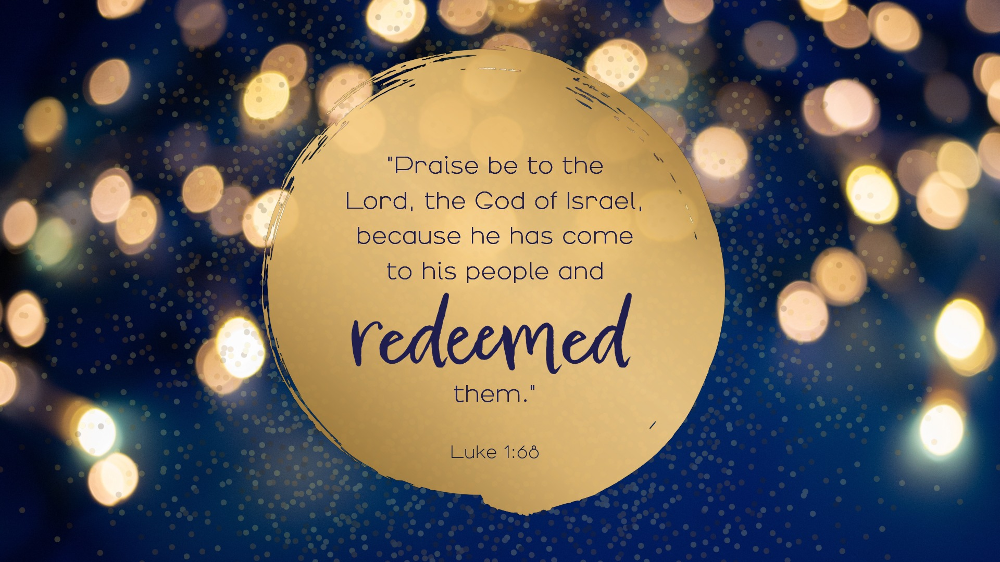 "Praise be to the
Lord, the God of Israel,
because he has come
to his people and
redeemed
them."
Luke 1:68